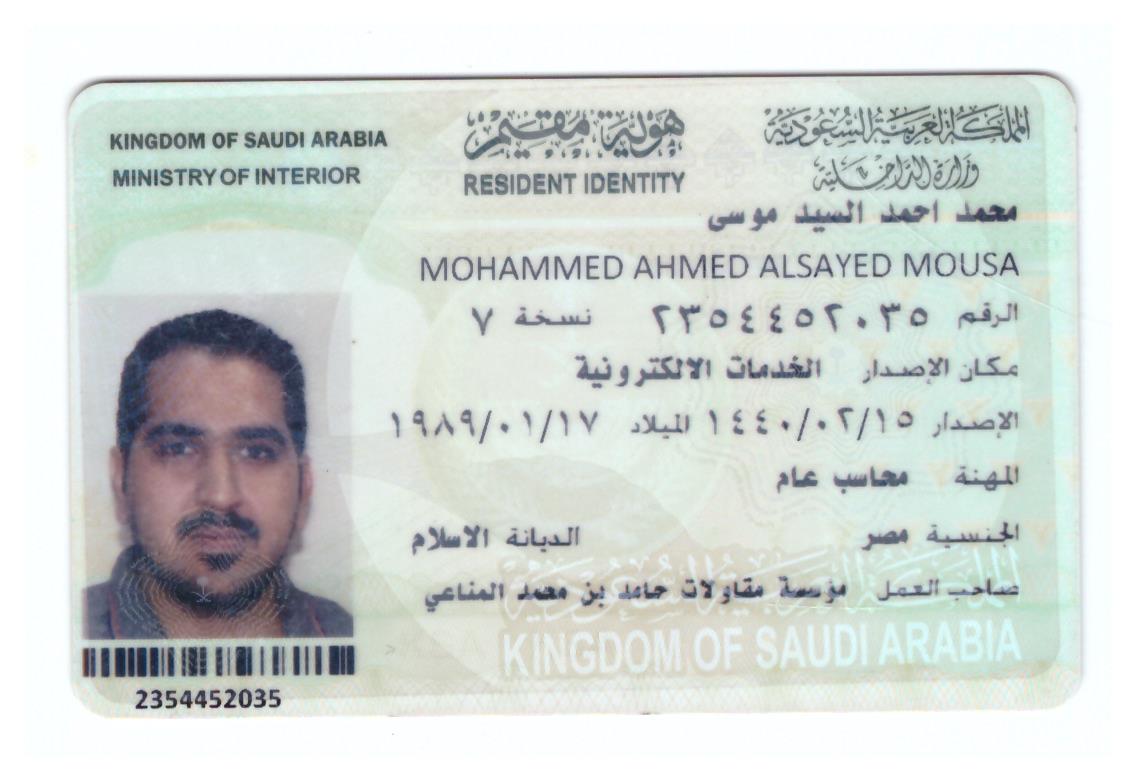 KINGDOM OF SAUDI ARABIA
MINISTRY OF INTERIOR
هوية مقيم
RESIDENT IDENTITY
المملكة العربية السعودية
وزارة الداخلية
محمد احمد السيد موسى
MOHAMMED AHMED ALSAYED MOUSA
الرقم ٢٣٥٤٤٥٢٠٣٥ نسخة ٧
مكان الإصدار الخدمات الالكترونية
الإصدار ١٤٤٠/٠٢/١٥ الميلاد ١٩٨٩/٠١/١٧
المهنة محاسب عام
الجنسية مصر الديانة الاسلام
صاحب العمل مؤسسة مقاولات حامد بن محمد المناعي
المملكة العربية السعودية
KINGDOM OF SAUDI ARABIA
2354452035